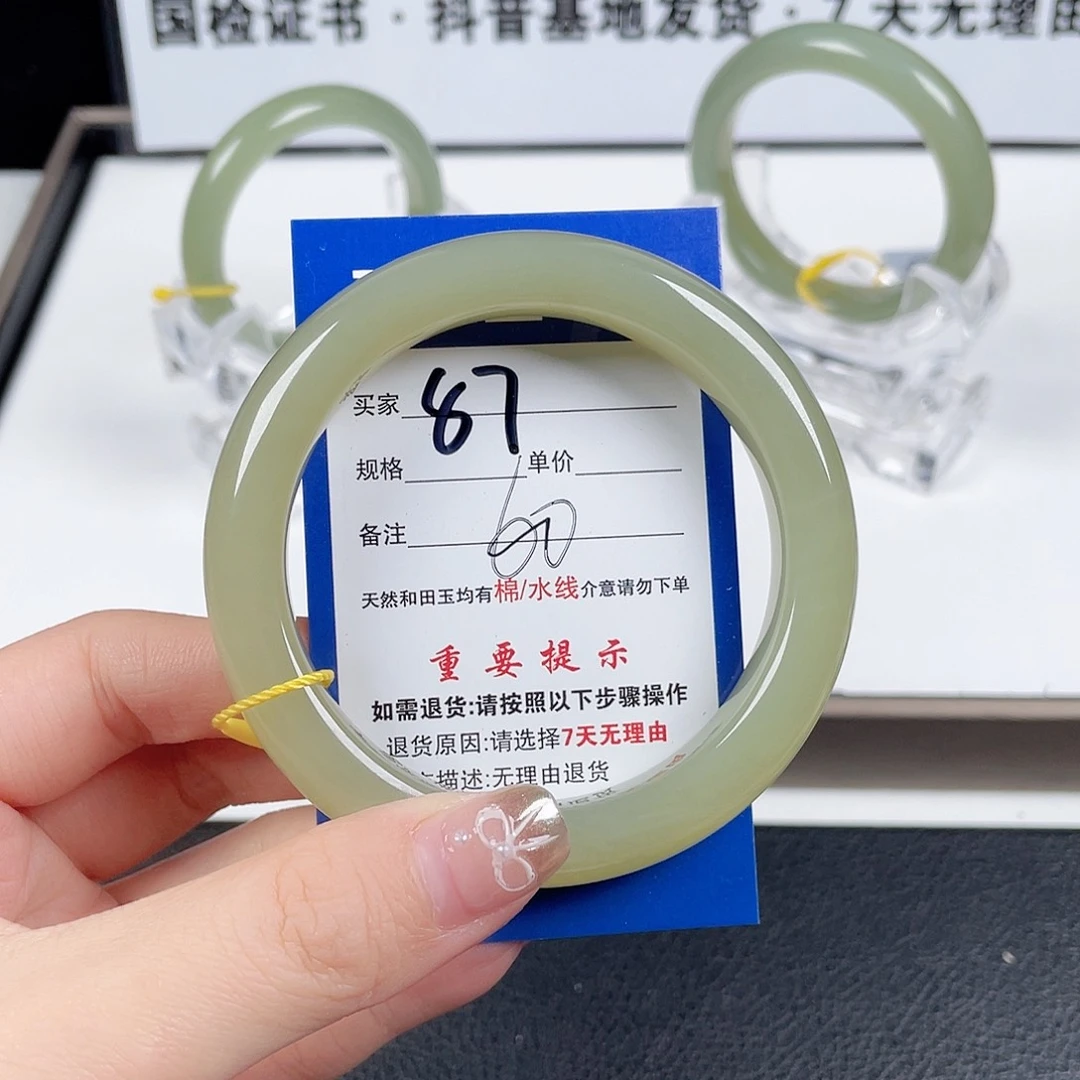 国检证书·抖音基地发货·7天无理由
买家 87
规格 单价
备注 60
天然和田玉均有棉/水线介意请勿下单
重要提示
如需退货:请按照以下步骤操作
退货原因:请选择7天无理由
描述:无理由退货